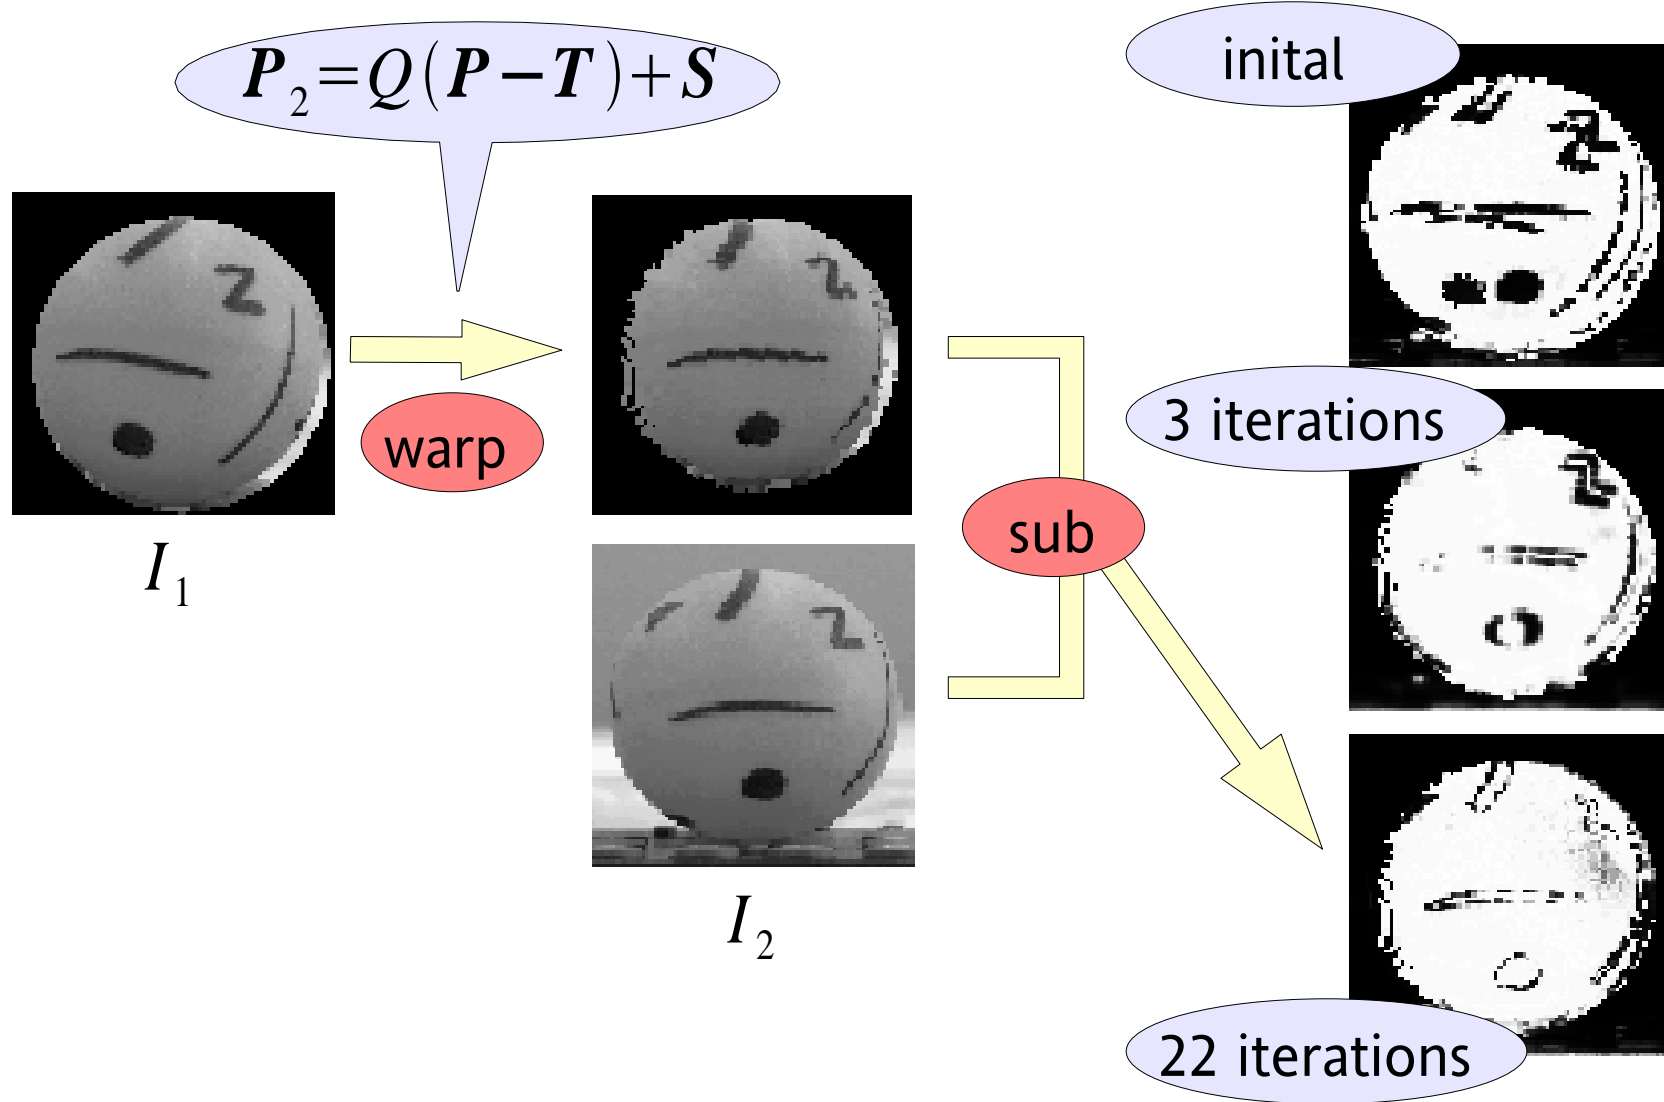 P2=Q(P−T)+S
inital
3 iterations
warp
sub
I1
I2
22 iterations